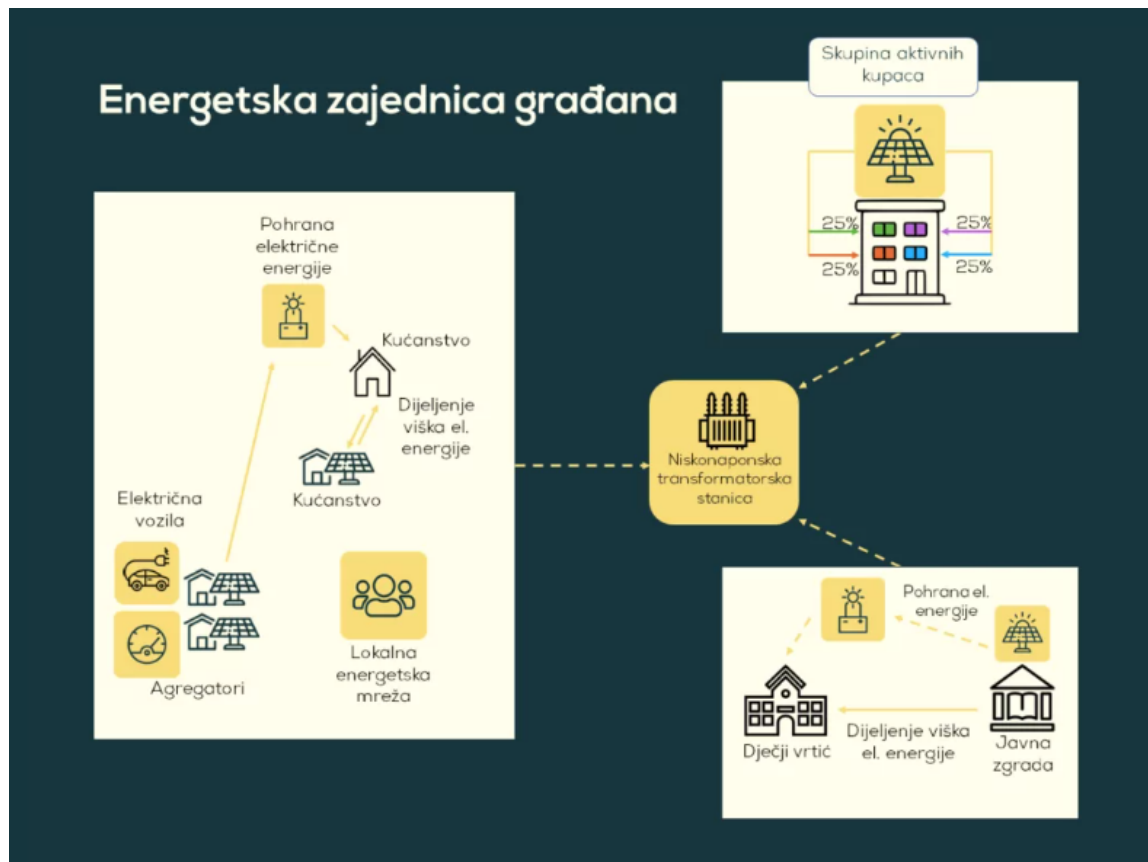 Energetska zajednica građana
Skupina aktivnih
kupaca
25%
25%
25%
25%
Pohrana
električne
energije
Kućanstvo
Dijeljenje
viška el.
energije
Kućanstvo
Električna
vozila
Agregatori
Lokalna
energetska
mreža
Niskonaponska
transformatorska
stanica
Pohrana el.
energije
Dječji vrtić
Dijeljenje viška
el. energije
Javna
zgrada